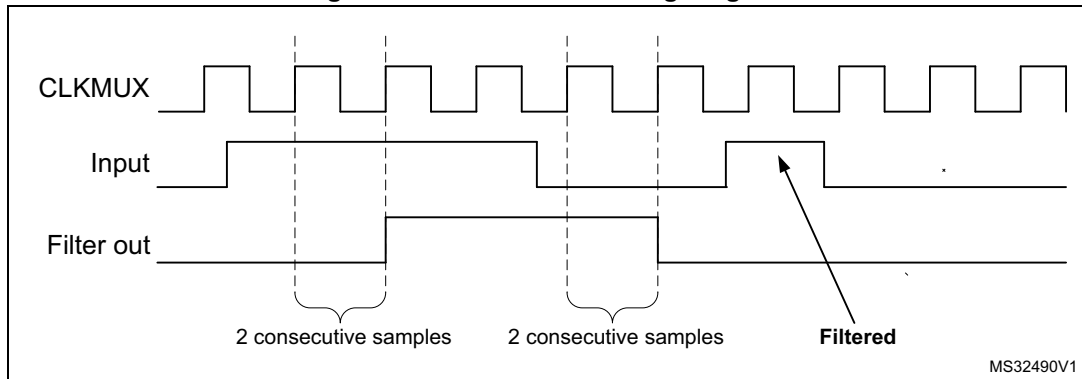 CLKMUX
Input
Filter out
2 consecutive samples
2 consecutive samples
Filtered
MS32490V1